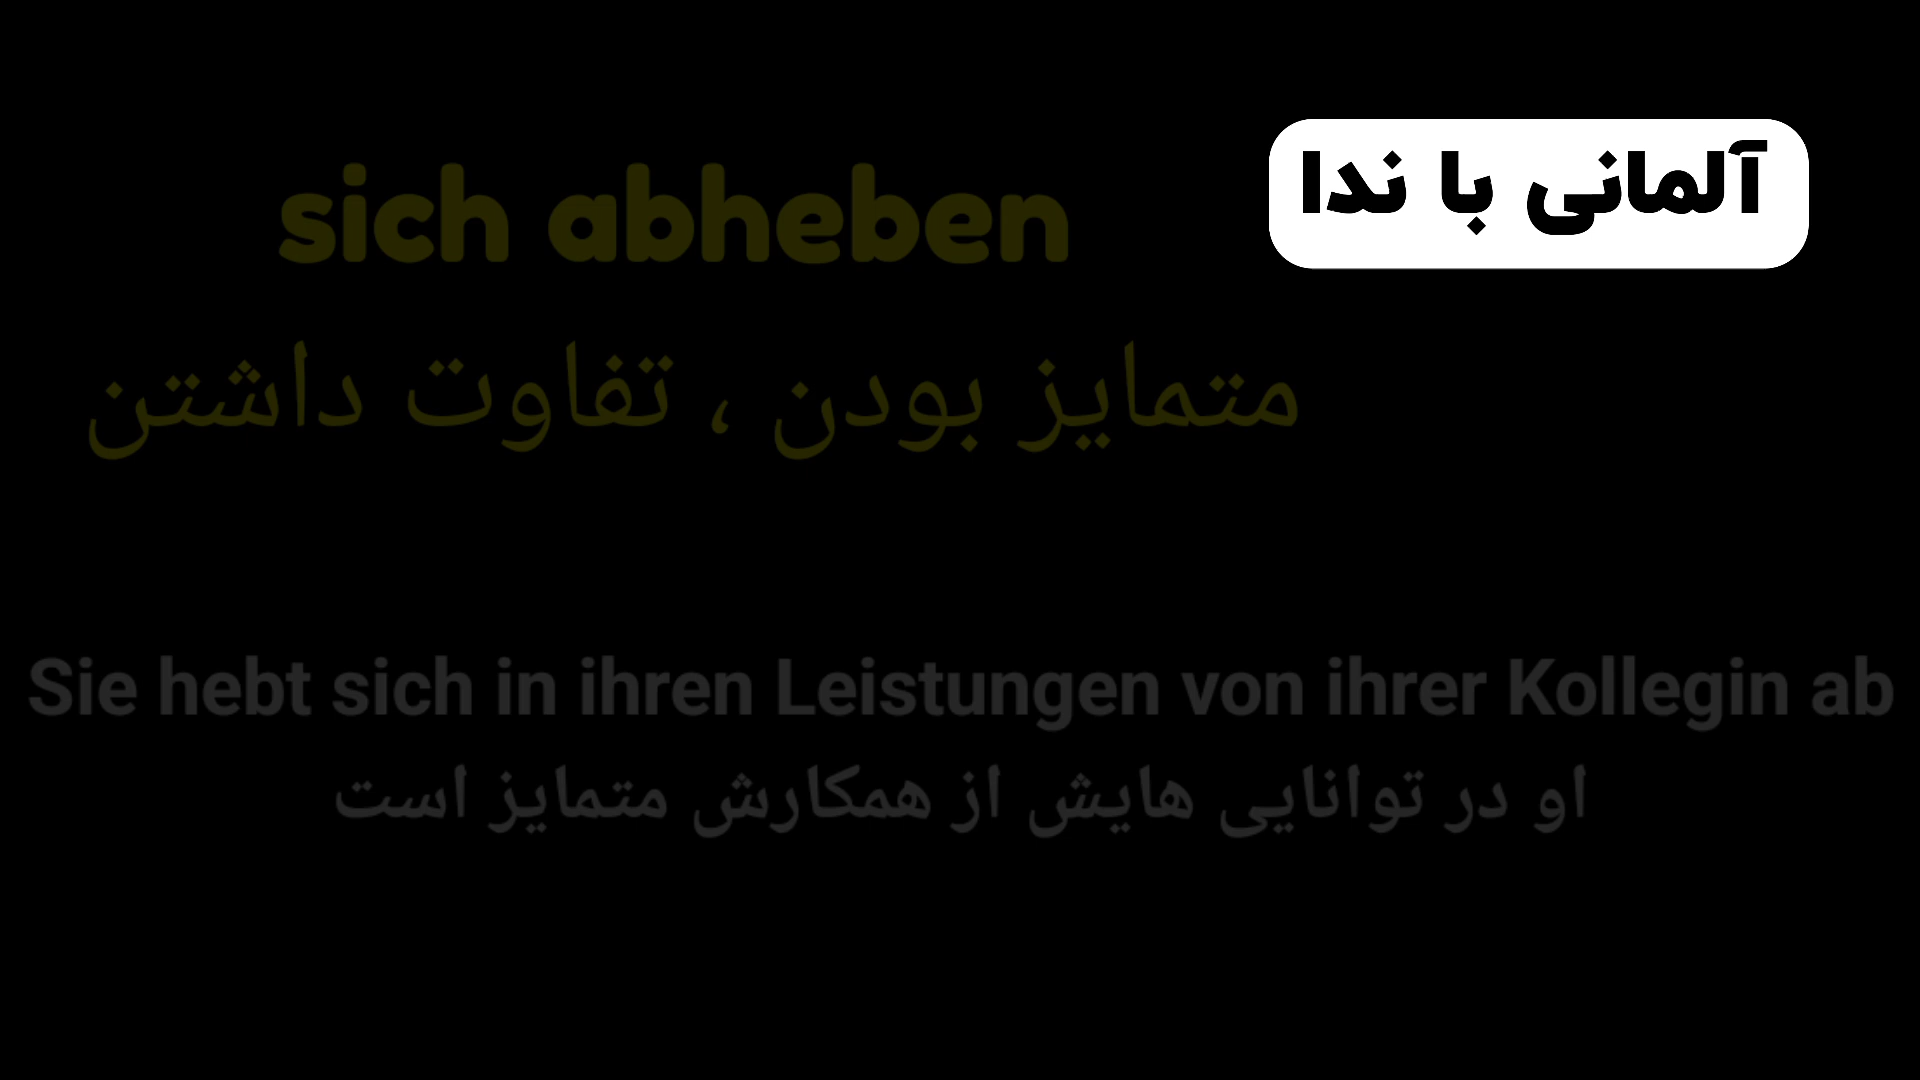 آلمانی با ندا
sich abheben
متمایز بودن ، تفاوت داشتن
Sie hebt sich in ihren Leistungen von ihrer Kollegin ab
او در توانایی هایش از همکارش متمایز است